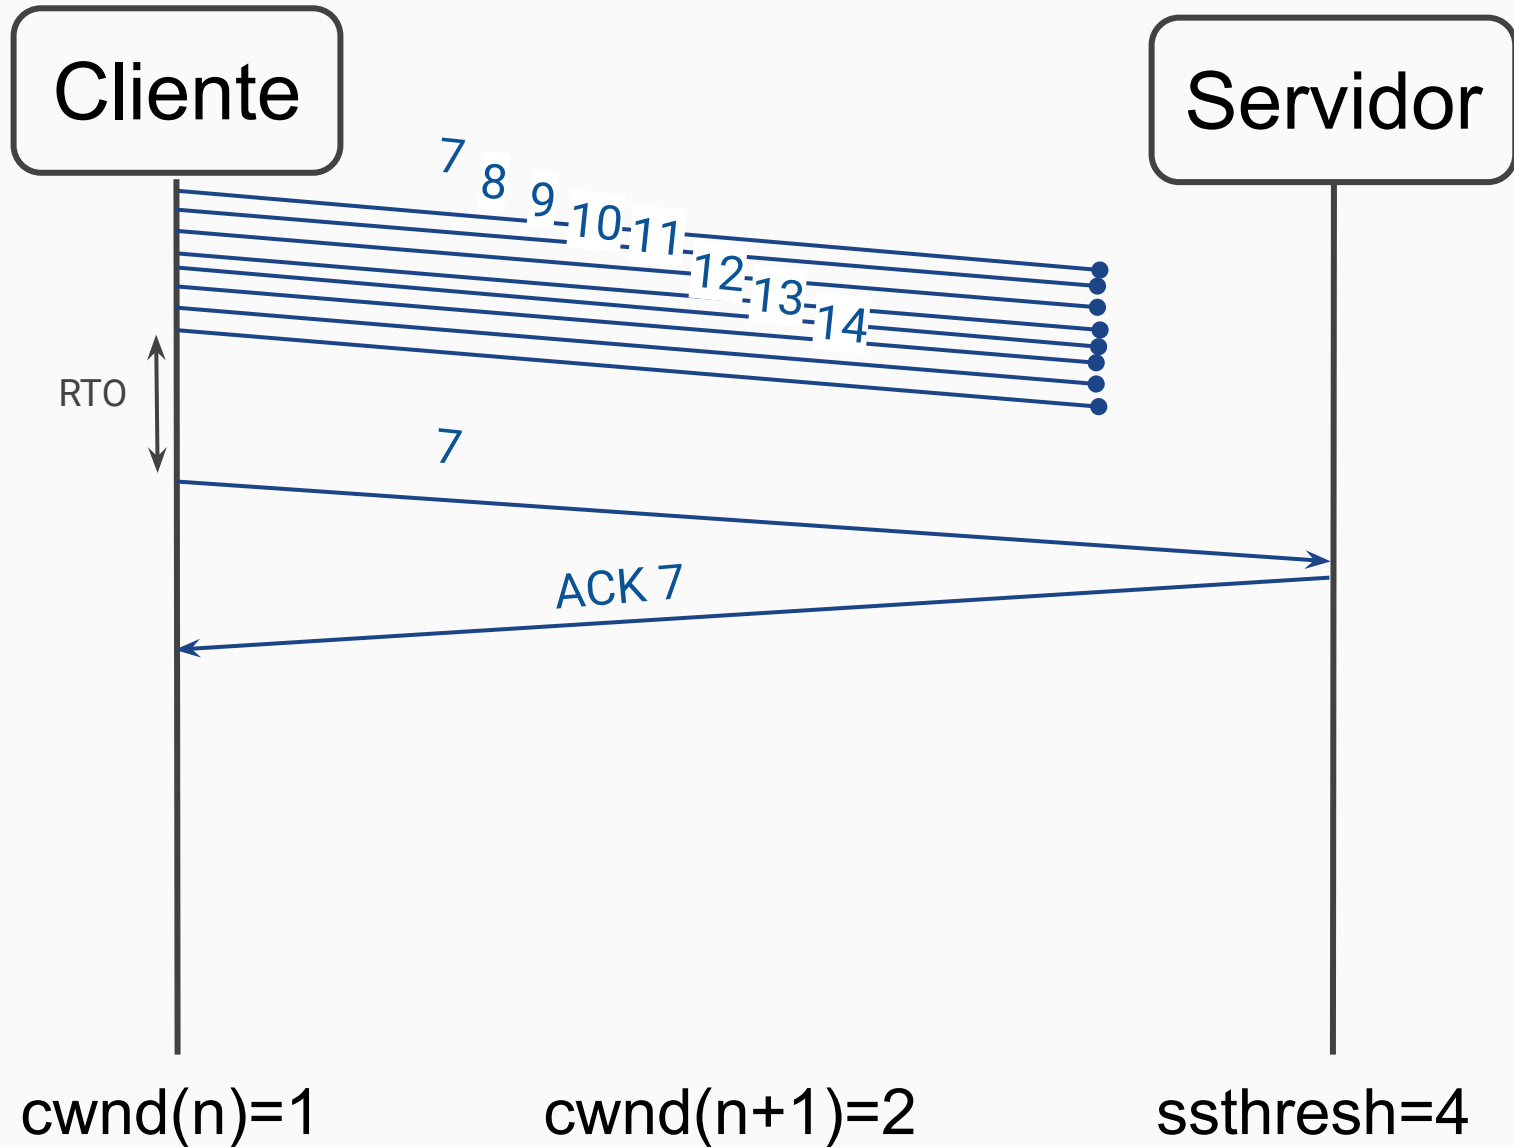 Cliente
Servidor
7
8
9
10
11
12
13
14
RTO
7
ACK 7
cwnd(n)=1
cwnd(n+1)=2
ssthresh=4